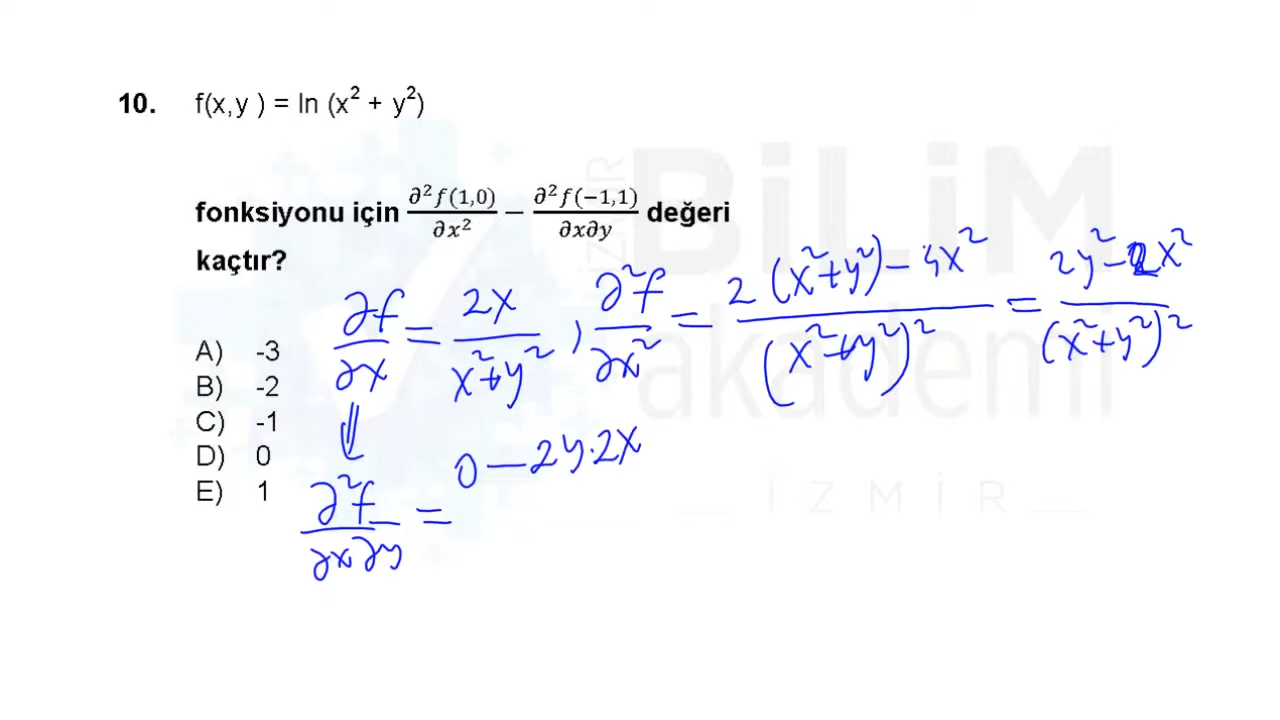 10. f(x,y ) = ln (x² + y²)
fonksiyonu için ∂²f(1,0)/∂x² − ∂²f(−1,1)/∂x∂y değeri
kaçtır?
A) -3
B) -2
C) -1
D) 0
E) 1
∂f/∂x = 2x/(x²+y²) , ∂²f/∂x² = (2(x²+y²) − 4x²)/(x²+y²)² = (2y² − 2x²)/(x²+y²)²
⇓
∂²f/∂x∂y = 0 − 2y·2x
İZMİR
BİLİM
akademi
İZMİR